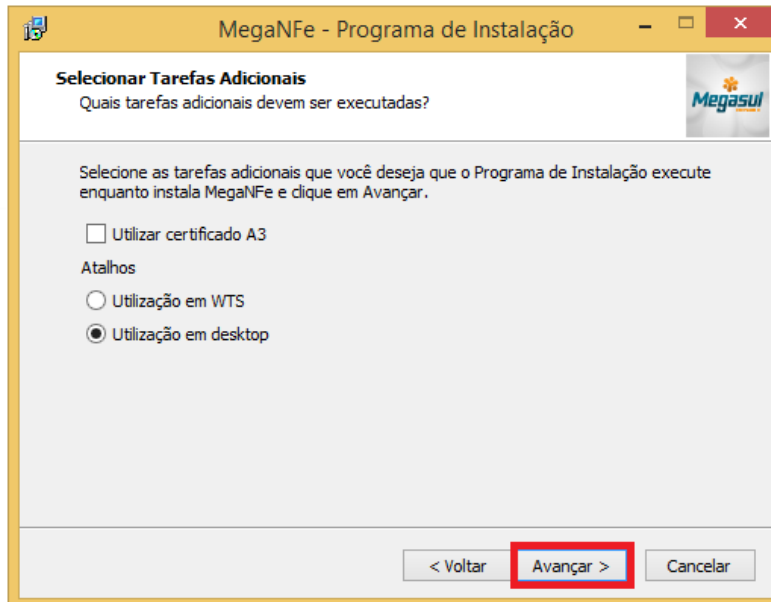 MegaNFe - Programa de Instalação
Selecionar Tarefas Adicionais
Quais tarefas adicionais devem ser executadas?
Megasul
Selecione as tarefas adicionais que você deseja que o Programa de Instalação execute
enquanto instala MegaNFe e clique em Avançar.
Utilizar certificado A3
Atalhos
Utilização em WTS
Utilização em desktop
< Voltar
Avançar >
Cancelar